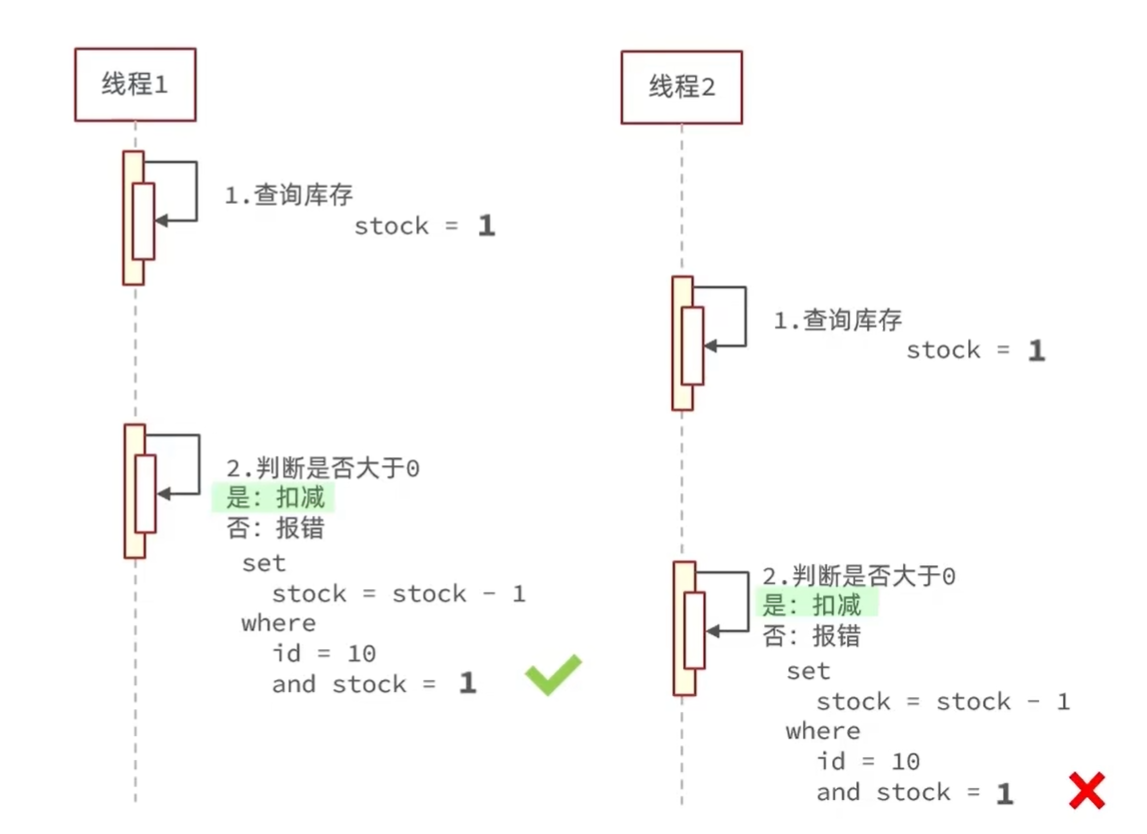 线程1
1.查询库存
stock = 1
2.判断是否大于0
是：扣减
否：报错
set
stock = stock - 1
where
id = 10
and stock = 1
线程2
1.查询库存
stock = 1
2.判断是否大于0
是：扣减
否：报错
set
stock = stock - 1
where
id = 10
and stock = 1